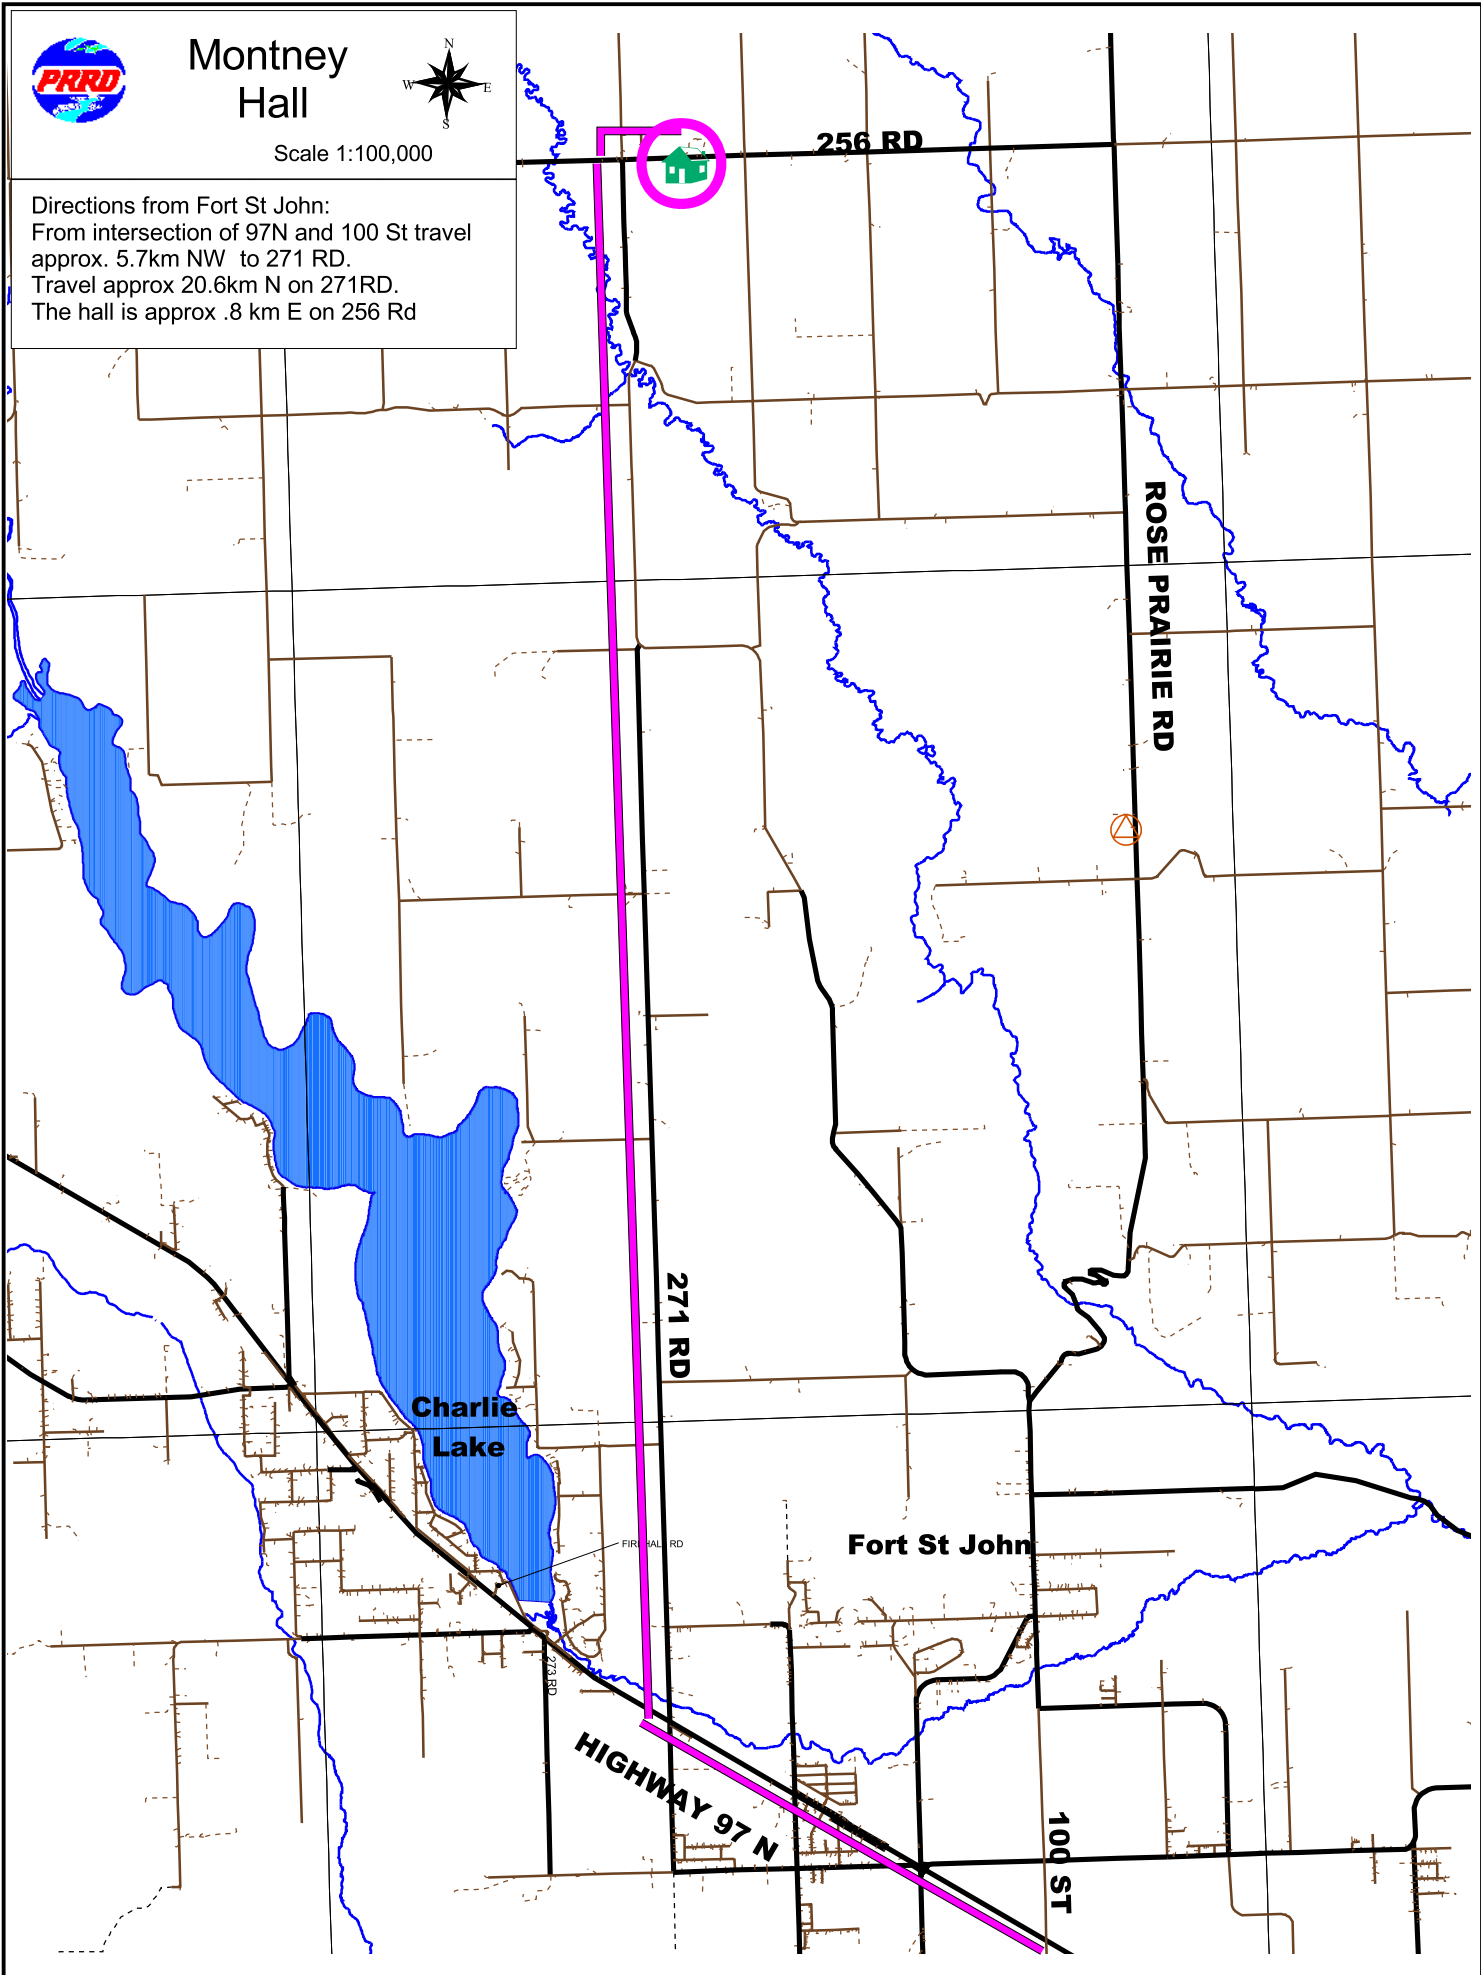 PRRD
Montney
Hall
N
W
E
S
Scale 1:100,000
Directions from Fort St John:
From intersection of 97N and 100 St travel
approx. 5.7km NW  to 271 RD.
Travel approx 20.6km N on 271RD.
The hall is approx .8 km E on 256 Rd
256 RD
ROSE PRAIRIE RD
271 RD
Charlie
Lake
Fort St John
FIREHALL RD
273 RD
HIGHWAY 97 N
100 ST